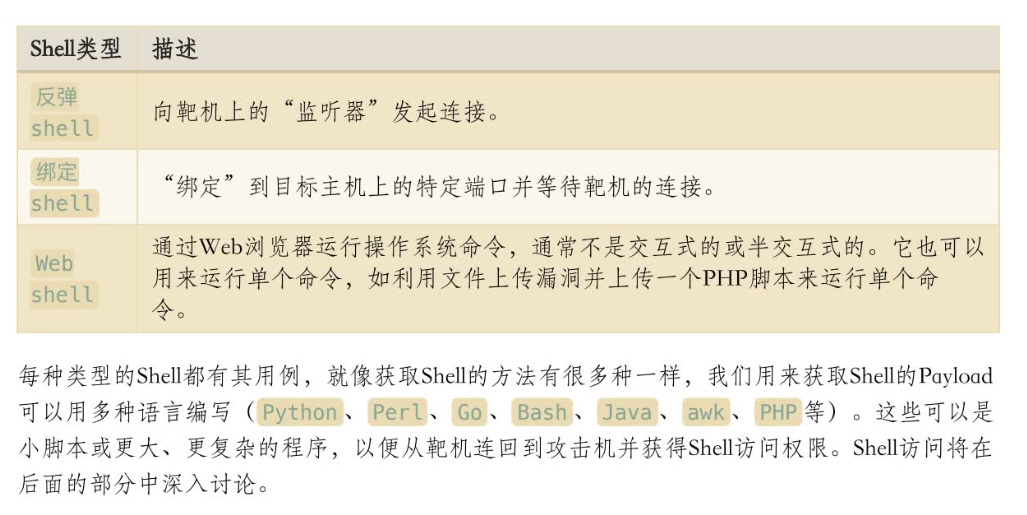 Shell类型 描述
反弹
shell
向靶机上的“监听器”发起连接。
绑定
shell
“绑定”到目标主机上的特定端口并等待靶机的连接。
Web
shell
通过Web浏览器运行操作系统命令，通常不是交互式的或半交互式的。它也可以
用来运行单个命令，如利用文件上传漏洞并上传一个PHP脚本来运行单个命
令。
每种类型的Shell都有其用例，就像获取Shell的方法有很多种一样，我们用来获取Shell的Payload
可以用多种语言编写（Python、Perl、Go、Bash、Java、awk、PHP等）。这些可以是
小脚本或更大、更复杂的程序，以便从靶机连回到攻击机并获得Shell访问权限。Shell访问将在
后面的部分中深入讨论。